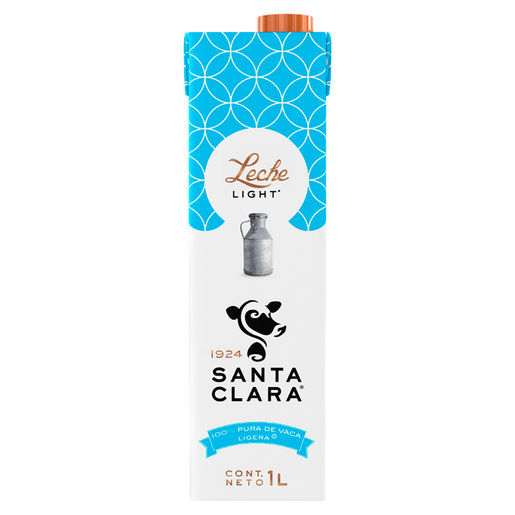 Leche
LIGHT*
1924
SANTA
CLARA®
100% PURA DE VACA
LIGERA
CONT.
NETO 1L